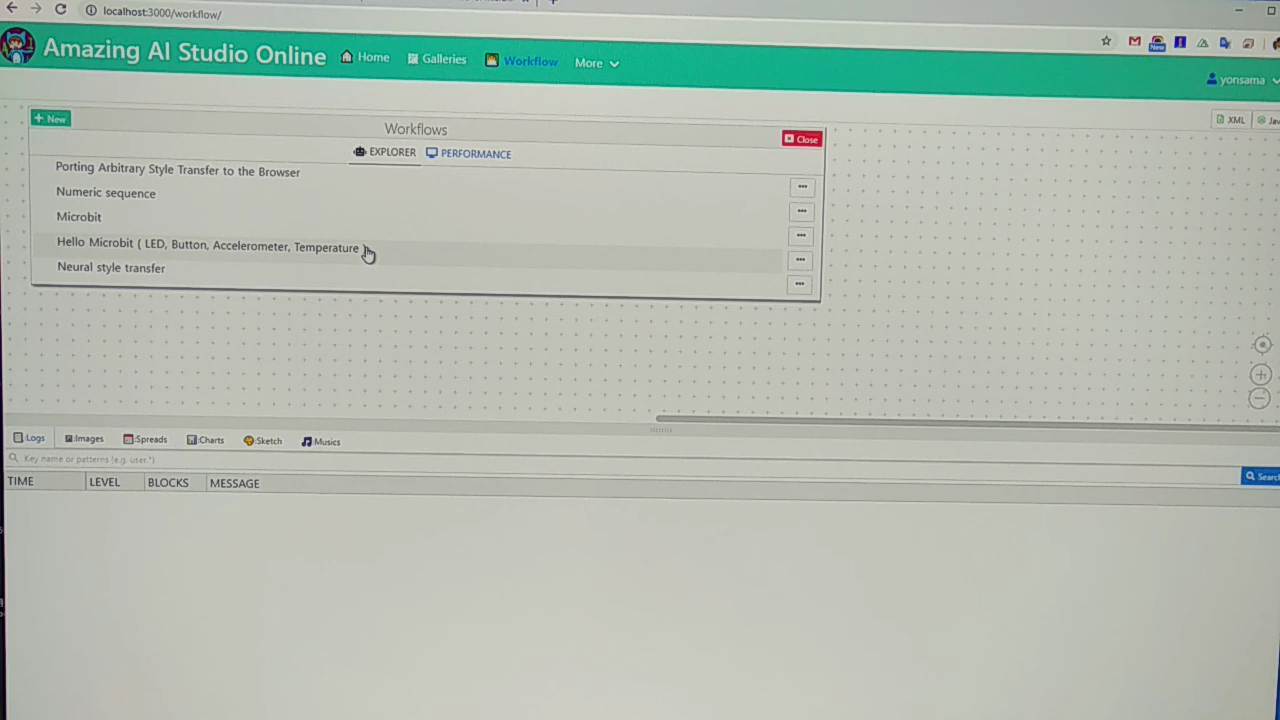 localhost:3000/workflow/
Amazing AI Studio Online Home Galleries Workflow More
New
yonsama
New
Workflows
Close
XML
EXPLORER PERFORMANCE
Porting Arbitrary Style Transfer to the Browser
Numeric sequence
Microbit
Hello Microbit ( LED, Button, Accelerometer, Temperature )
Neural style transfer
:Logs :Images :Spreads :Charts :Sketch :Musics
Key name or patterns (e.g. user.*)
Search
TIME LEVEL BLOCKS MESSAGE